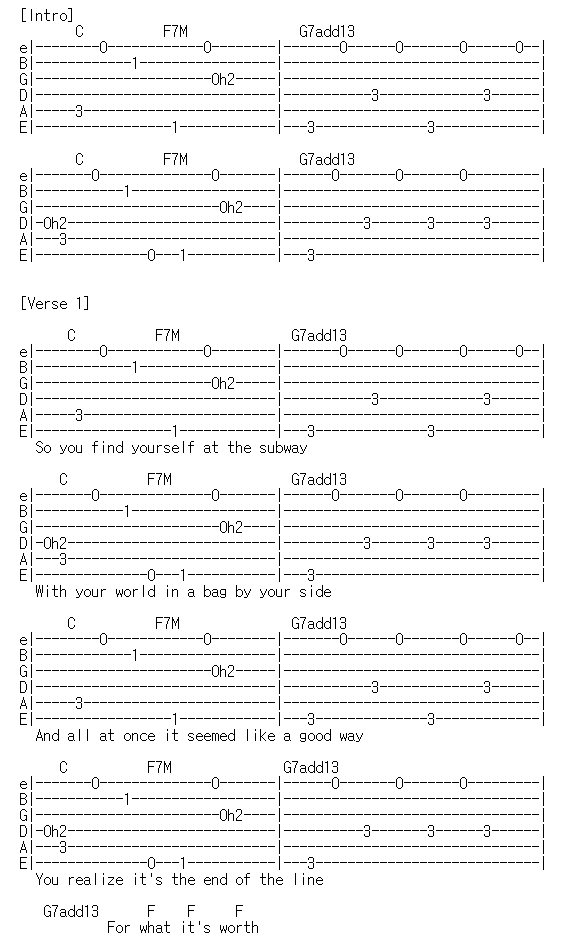 [Intro]
       C          F7M              G7add13
e|--------0------------0--------|-------0------0-------0------0--|
B|------------1-----------------|--------------------------------|
G|----------------------0h2-----|--------------------------------|
D|------------------------------|-----------3-------------3------|
A|-----3------------------------|--------------------------------|
E|-----------------1------------|---3--------------3-------------|
       C          F7M              G7add13
e|-------0--------------0-------|------0-------0-------0---------|
B|-----------1------------------|--------------------------------|
G|-----------------------0h2----|--------------------------------|
D|-0h2--------------------------|----------3-------3------3------|
A|---3--------------------------|--------------------------------|
E|--------------0---1-----------|---3----------------------------|
[Verse 1]
      C          F7M              G7add13
e|--------0------------0--------|-------0------0-------0------0--|
B|------------1-----------------|--------------------------------|
G|----------------------0h2-----|--------------------------------|
D|------------------------------|-----------3-------------3------|
A|-----3------------------------|--------------------------------|
E|-----------------1------------|---3--------------3-------------|
  So you find yourself at the subway
     C          F7M               G7add13
e|-------0--------------0-------|------0-------0-------0---------|
B|-----------1------------------|--------------------------------|
G|-----------------------0h2----|--------------------------------|
D|-0h2--------------------------|----------3-------3------3------|
A|---3--------------------------|--------------------------------|
E|--------------0---1-----------|---3----------------------------|
  With your world in a bag by your side
      C          F7M              G7add13
e|--------0------------0--------|-------0------0-------0------0--|
B|------------1-----------------|--------------------------------|
G|----------------------0h2-----|--------------------------------|
D|------------------------------|-----------3-------------3------|
A|-----3------------------------|--------------------------------|
E|-----------------1------------|---3--------------3-------------|
  And all at once it seemed like a good way
     C          F7M              G7add13
e|-------0--------------0-------|------0-------0-------0---------|
B|-----------1------------------|--------------------------------|
G|-----------------------0h2----|--------------------------------|
D|-0h2--------------------------|----------3-------3------3------|
A|---3--------------------------|--------------------------------|
E|--------------0---1-----------|---3----------------------------|
  You realize it's the end of the line
   G7add13      F    F     F
           For what it's worth